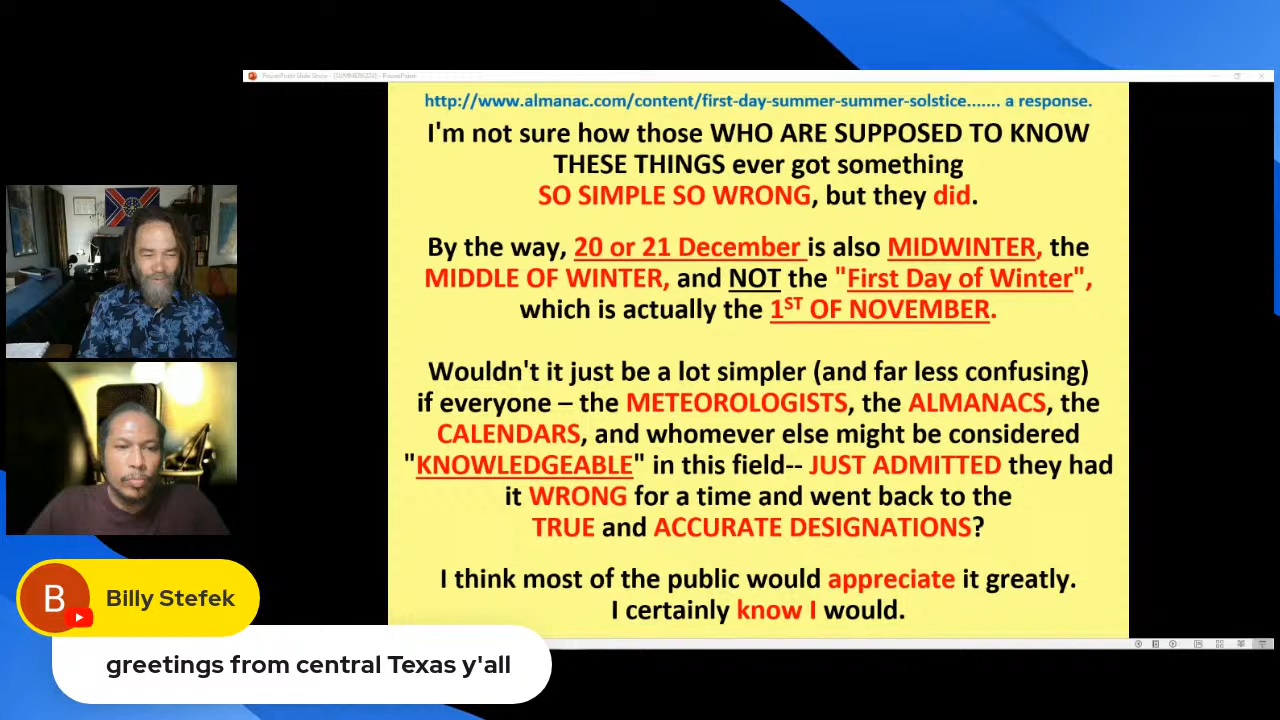 PowerPoint Slide Show - [SUMMER2024] - PowerPoint
http://www.almanac.com/content/first-day-summer-summer-solstice....... a response.
I'm not sure how those WHO ARE SUPPOSED TO KNOW
THESE THINGS ever got something
SO SIMPLE SO WRONG, but they did.
By the way, 20 or 21 December is also MIDWINTER, the
MIDDLE OF WINTER, and NOT the "First Day of Winter",
which is actually the 1ST OF NOVEMBER.
Wouldn't it just be a lot simpler (and far less confusing)
if everyone – the METEOROLOGISTS, the ALMANACS, the
CALENDARS, and whomever else might be considered
"KNOWLEDGEABLE" in this field-- JUST ADMITTED they had
it WRONG for a time and went back to the
TRUE and ACCURATE DESIGNATIONS?
I think most of the public would appreciate it greatly.
I certainly know I would.
B
Billy Stefek
greetings from central Texas y'all